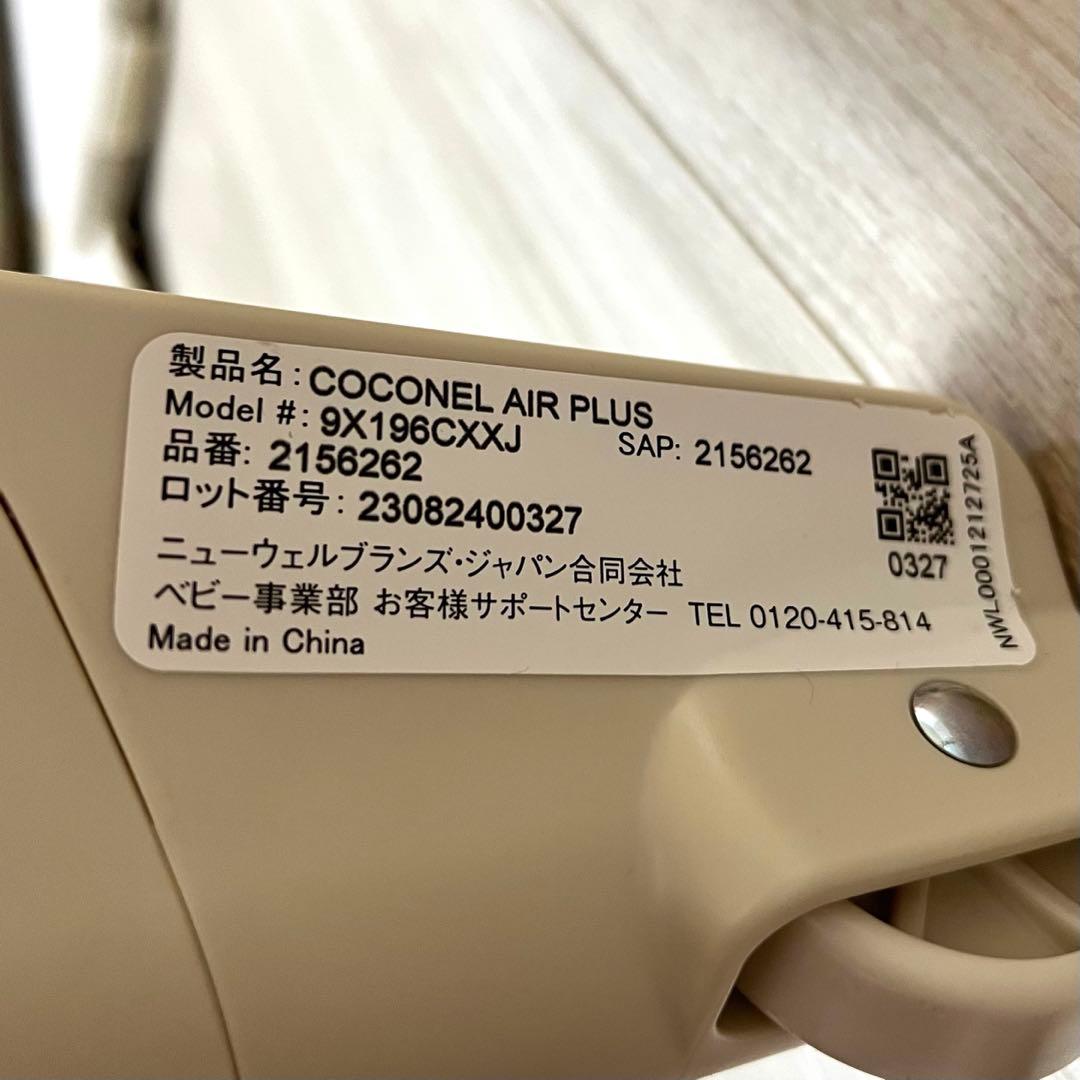 製品名: COCONEL AIR PLUS
Model #: 9X196CXXJ SAP: 2156262
品番: 2156262
ロット番号: 23082400327
ニューウェルブランズ・ジャパン合同会社
ベビー事業部 お客様サポートセンター TEL 0120-415-814
Made in China
0327
NWL0001212725A